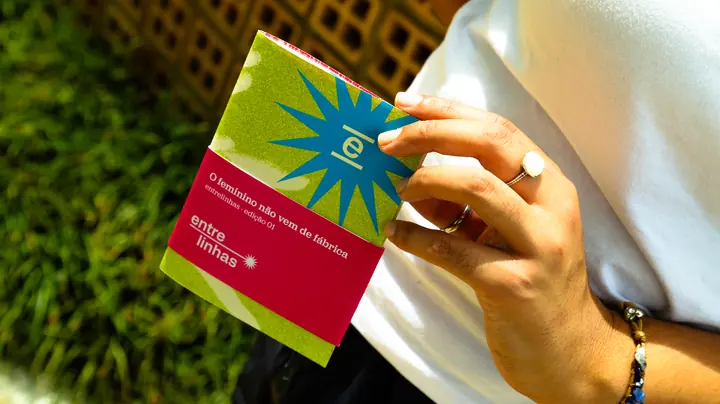 e
O feminino não vem de fábrica
entrelinhas . edição 01
entre
linhas